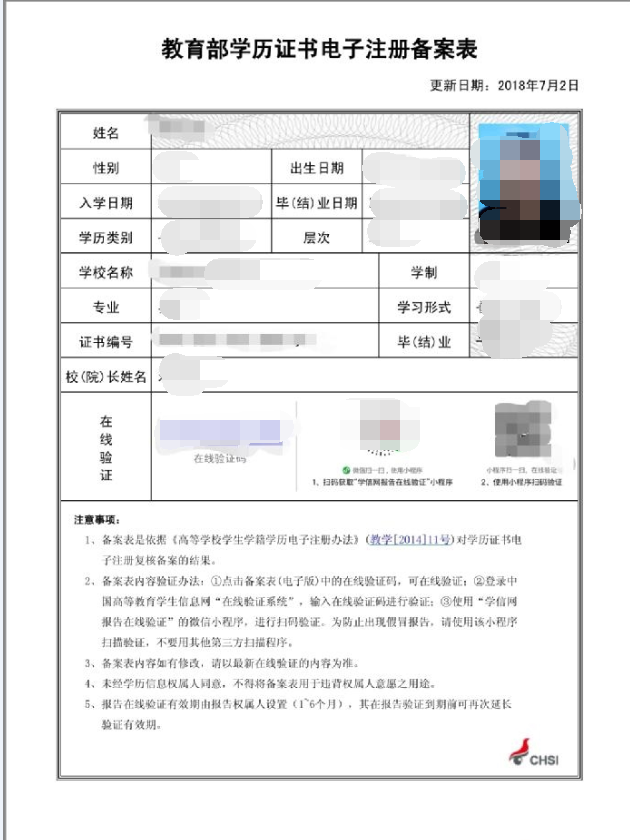 教育部学历证书电子注册备案表
更新日期：2018年7月2日
姓名
性别 出生日期
入学日期 毕(结)业日期
学历类别 层次
学校名称 学制
专业 学习形式
证书编号 毕(结)业
校(院)长姓名
在线验证
在线验证码
微信扫一扫，使用小程序
小程序扫一扫，在线验证
1、扫码获取“学信网报告在线验证”小程序
2、使用小程序扫码验证
注意事项：
1、备案表是依据《高等学校学生学籍学历电子注册办法》(教学[2014]11号)对学历证书电
子注册复核备案的结果。
2、备案表内容验证办法：①点击备案表(电子版)中的在线验证码，可在线验证；②登录中
国高等教育学生信息网“在线验证系统”，输入在线验证码进行验证；③使用“学信网
报告在线验证”的微信小程序，进行扫码验证。为防止出现假冒报告，请使用该小程序
扫描验证，不要用其他第三方扫描程序。
3、备案表内容如有修改，请以最新在线验证的内容为准。
4、未经学历信息权属人同意，不得将备案表用于违背权属人意愿之用途。
5、报告在线验证有效期由报告权属人设置（1~6个月），其在报告验证到期前可再次延长
验证有效期。
CHSI